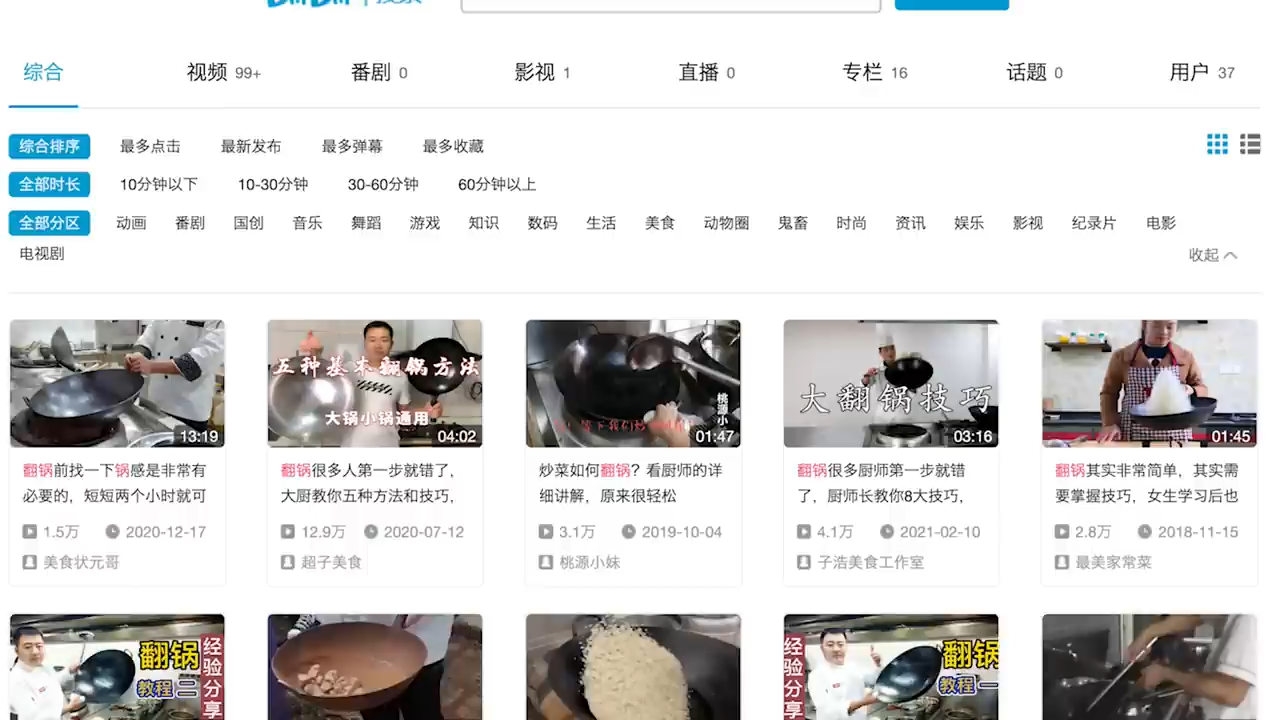 综合
视频 99+
番剧 0
影视 1
直播 0
专栏 16
话题 0
用户 37
综合排序 最多点击 最新发布 最多弹幕 最多收藏
全部时长 10分钟以下 10-30分钟 30-60分钟 60分钟以上
全部分区 动画 番剧 国创 音乐 舞蹈 游戏 知识 数码 生活 美食 动物圈 鬼畜 时尚 资讯 娱乐 影视 纪录片 电影
电视剧
收起
13:19
翻锅前找一下锅感是非常有
必要的，短短两个小时就可
1.5万 2020-12-17
美食状元哥
五种基本翻锅方法
大锅小锅通用
04:02
翻锅很多人第一步就错了，
大厨教你五种方法和技巧，
12.9万 2020-07-12
超子美食
桃源小
01:47
炒菜如何翻锅？看厨师的详
细讲解，原来很轻松
3.1万 2019-10-04
桃源小妹
大翻锅技巧
03:16
翻锅很多厨师第一步就错
了，厨师长教你8大技巧，
4.1万 2021-02-10
子浩美食工作室
01:45
翻锅其实非常简单，其实需
要掌握技巧，女生学习后也
2.8万 2018-11-15
最美家常菜
翻锅
教程二
经验分享
经验分享
翻锅
教程一